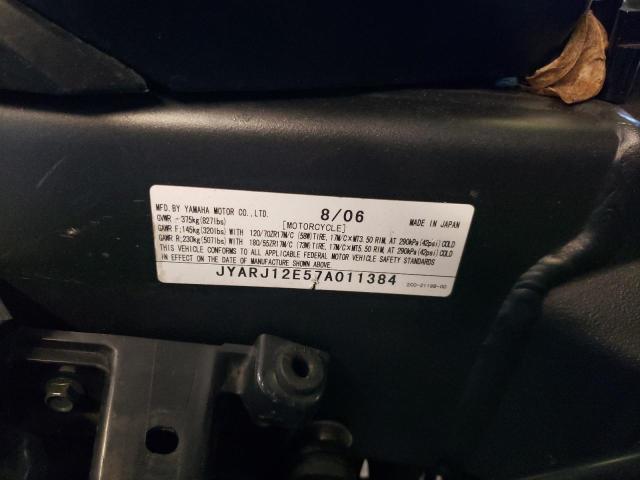 MFD. BY YAMAHA MOTOR CO., LTD. 8/06 MADE IN JAPAN
GVWR - 375kg(827lbs) [MOTORCYCLE]
GAWR F;145kg(320lbs)WITH 120/70ZR17M/C (58W)TIRE, 17M/C×MT3.50 RIM, AT 290kPa(42psi)COLD
GAWR R;230kg(507lbs)WITH 180/55ZR17M/C (73W)TIRE, 17M/C×MT5.50 RIM, AT 290kPa(42psi)COLD
THIS VEHICLE CONFORMS TO ALL APPLICABLE FEDERAL MOTOR VEHICLE SAFETY STANDARDS
IN EFFECT ON THE DATE OF MANUFACTURE SHOWN ABOVE.
JYARJ12E57A011384 2C0-21199-00